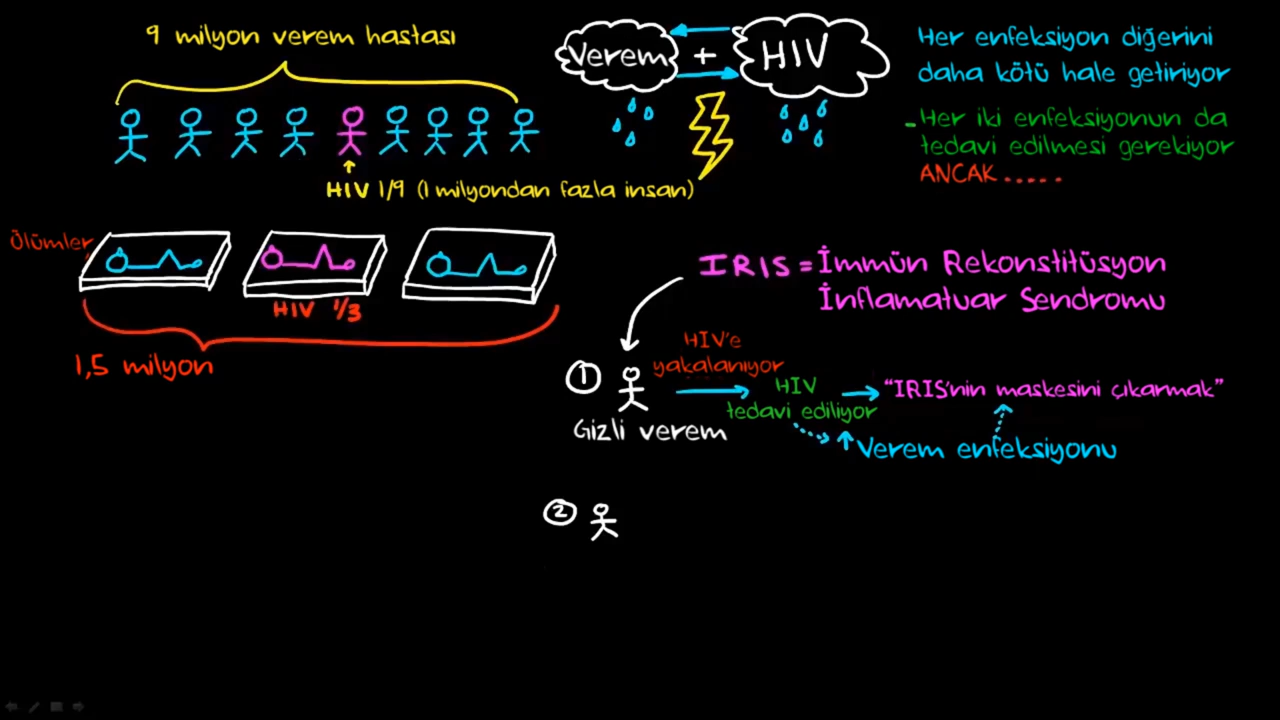 9 milyon verem hastası
Verem + HIV
Her enfeksiyon diğerini
daha kötü hale getiriyor
-Her iki enfeksiyonun da
tedavi edilmesi gerekiyor
ANCAK.....
HIV 1/9 (1 milyondan fazla insan)
Ölümler
HIV 1/3
1,5 milyon
IRIS = İmmün Rekonstitüsyon
İnflamatuar Sendromu
1
Gizli verem
HIV'e
yakalanıyor
HIV
tedavi ediliyor
"IRIS'nin maskesini çıkarmak"
Verem enfeksiyonu
2